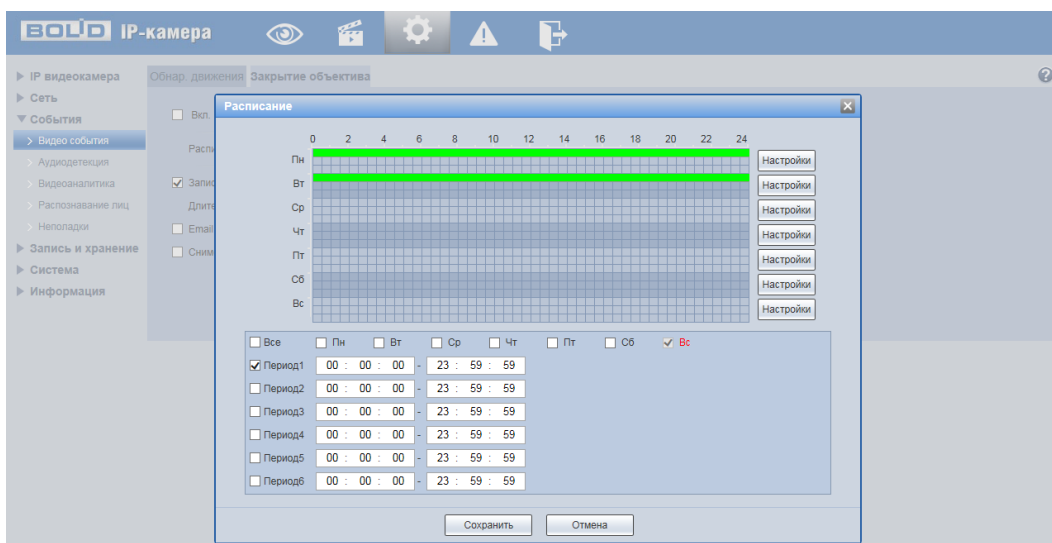 BOLID IP-камера
IP видеокамера
Обнар. движения Закрытие объектива
Сеть
События
Видео события
Аудиодетекция
Видеоаналитика
Распознавание лиц
Неполадки
Запись и хранение
Система
Информация
Вкл.
Распи
Запис
Длите
Email
Сним
Расписание
0 2 4 6 8 10 12 14 16 18 20 22 24
Пн Настройки
Вт Настройки
Ср Настройки
Чт Настройки
Пт Настройки
Сб Настройки
Вс Настройки
Все Пн Вт Ср Чт Пт Сб Вс
Период1 00 : 00 : 00 - 23 : 59 : 59
Период2 00 : 00 : 00 - 23 : 59 : 59
Период3 00 : 00 : 00 - 23 : 59 : 59
Период4 00 : 00 : 00 - 23 : 59 : 59
Период5 00 : 00 : 00 - 23 : 59 : 59
Период6 00 : 00 : 00 - 23 : 59 : 59
Сохранить Отмена